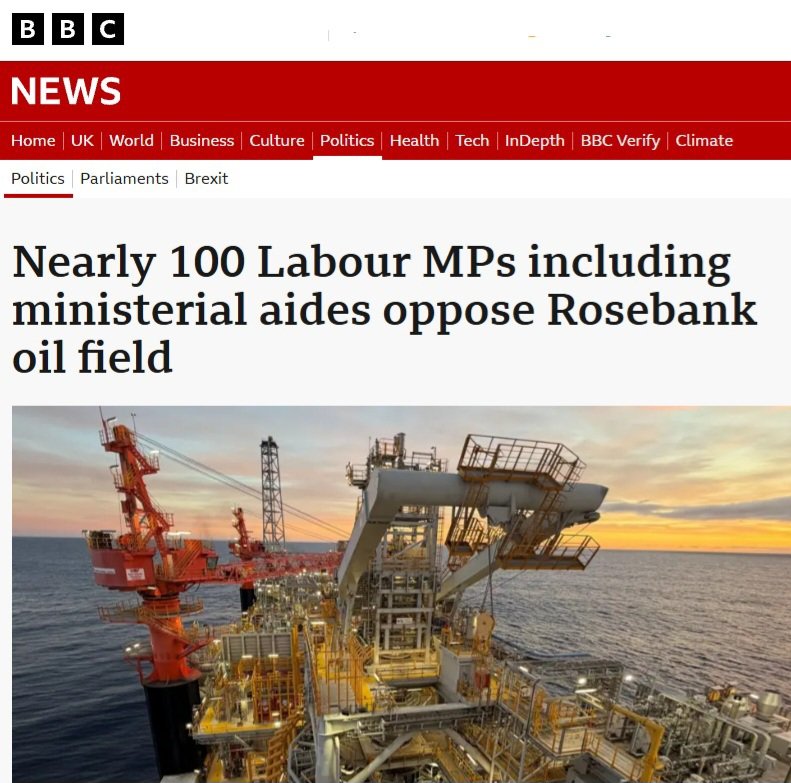 BBC
NEWS
Home UK World Business Culture Politics Health Tech InDepth BBC Verify Climate
Politics Parliaments Brexit
Nearly 100 Labour MPs including
ministerial aides oppose Rosebank
oil field